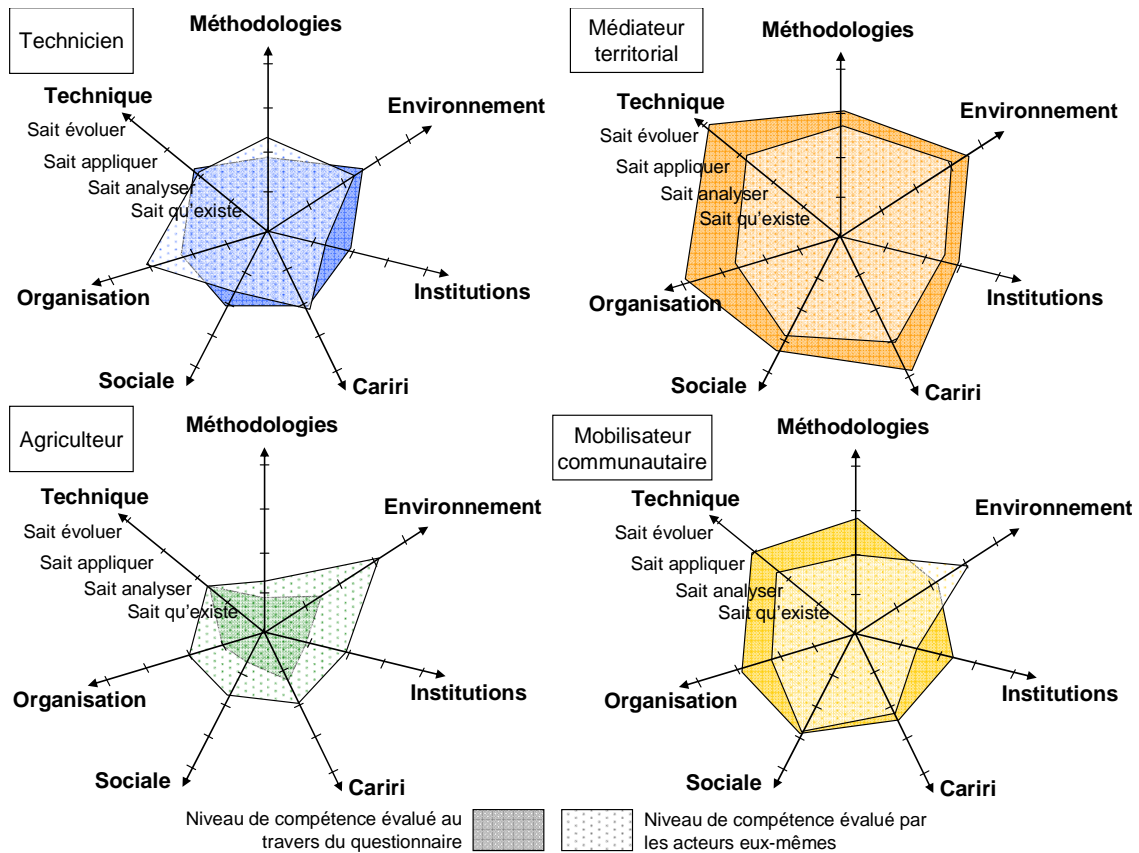 Technicien
Méthodologies
Technique
Environnement
Sait évoluer
Sait appliquer
Sait analyser
Sait qu'existe
Organisation
Institutions
Sociale
Cariri
Médiateur
territorial
Méthodologies
Technique
Environnement
Sait évoluer
Sait appliquer
Sait analyser
Sait qu'existe
Organisation
Institutions
Sociale
Cariri
Agriculteur
Méthodologies
Technique
Environnement
Sait évoluer
Sait appliquer
Sait analyser
Sait qu'existe
Organisation
Institutions
Sociale
Cariri
Mobilisateur
communautaire
Méthodologies
Technique
Environnement
Sait évoluer
Sait appliquer
Sait analyser
Sait qu'existe
Organisation
Institutions
Sociale
Cariri
Niveau de compétence évalué au
travers du questionnaire
Niveau de compétence évalué par
les acteurs eux-mêmes